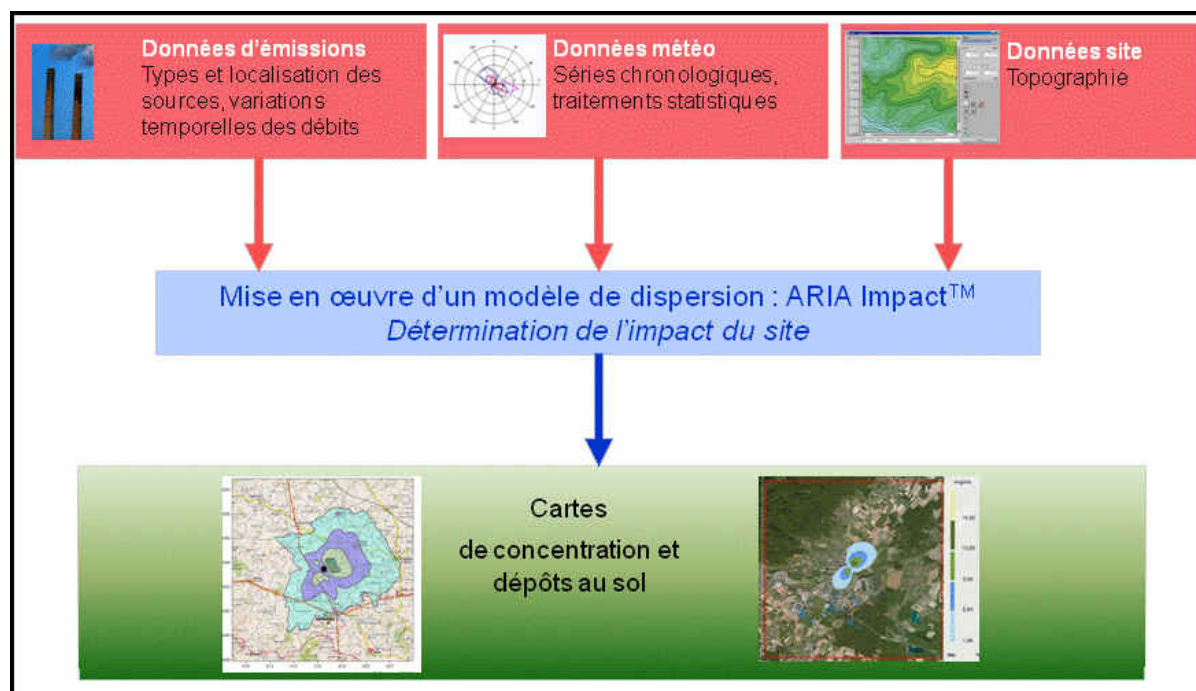 Données d'émissions
Types et localisation des
sources, variations
temporelles des débits
Données météo
Séries chronologiques,
traitements statistiques
Données site
Topographie
Mise en œuvre d'un modèle de dispersion : ARIA Impact™
Détermination de l'impact du site
Cartes
de concentration et
dépôts au sol